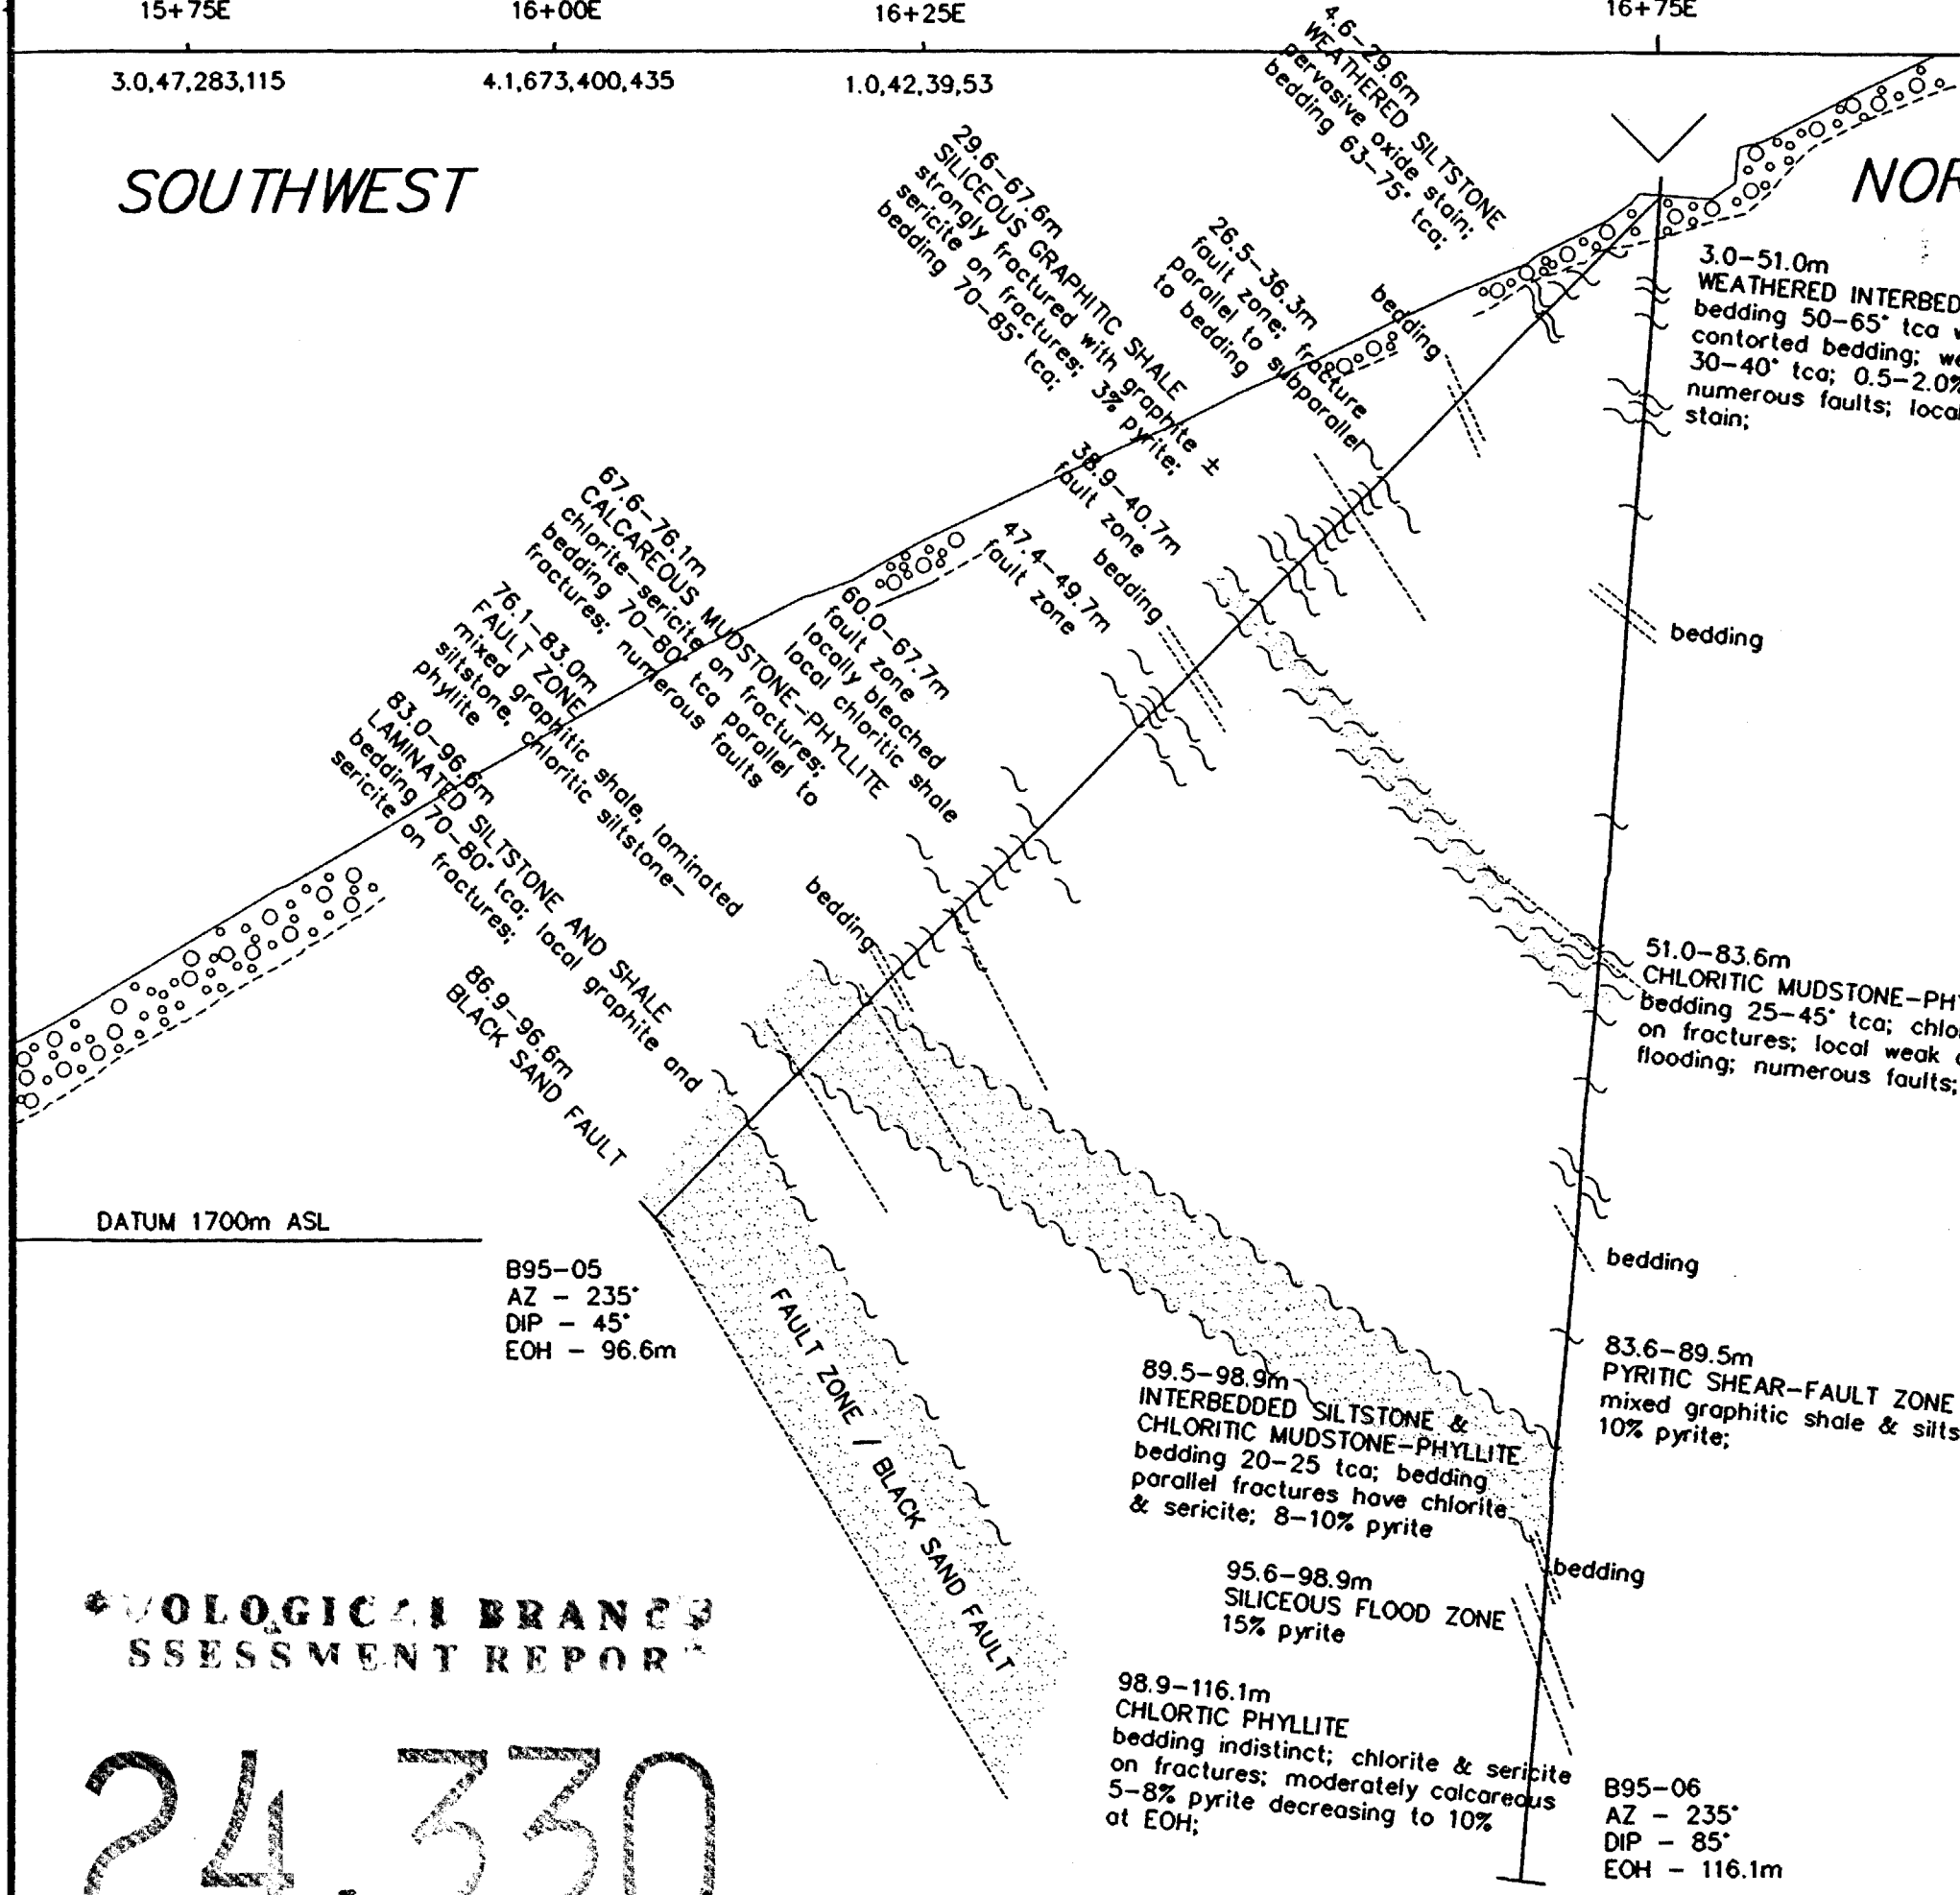 15+75E
16+00E
16+25E
16+75E
3.0,47,283,115
4.1,673,400,435
1.0,42,39,53
SOUTHWEST
NOR
4.6-29.6m
WEATHERED SILTSTONE
pervasive oxide stain;
bedding 63-75° tca;
29.6-67.6m
SILICEOUS GRAPHITIC SHALE
strongly fractured with graphite ±
sericite on fractures; 3% pyrite;
bedding 70-85° tca;
26.5-36.3m
fault zone; fracture
parallel to subparallel
to bedding
bedding
3.0-51.0m
WEATHERED INTERBED
bedding 50-65° tca
contorted bedding; we
30-40° tca; 0.5-2.0%
numerous faults; local
stain;
38.9-40.7m
fault zone
47.4-49.7m
fault zone
bedding
67.6-76.1m
CALCAREOUS MUDSTONE-PHYLLITE
chlorite-sericite on fractures;
bedding 70-80° tca parallel to
fractures; numerous faults
60.0-67.7m
fault zone
locally bleached
local chloritic shale
bedding
76.1-83.0m
FAULT ZONE
mixed graphitic shale, laminated
siltstone, chloritic siltstone-
phyllite
83.0-96.6m
LAMINATED SILTSTONE AND SHALE
bedding 70-80° tca; local graphite and
sericite on fractures;
bedding
86.9-96.6m
BLACK SAND FAULT
51.0-83.6m
CHLORITIC MUDSTONE-PH
bedding 25-45° tca; chlo
on fractures; local weak
flooding; numerous faults;
DATUM 1700m ASL
B95-05
AZ - 235°
DIP - 45°
EOH - 96.6m
bedding
FAULT ZONE / BLACK SAND FAULT
83.6-89.5m
PYRITIC SHEAR-FAULT ZONE
mixed graphitic shale & silts
10% pyrite;
89.5-98.9m
INTERBEDDED SILTSTONE &
CHLORITIC MUDSTONE-PHYLLITE
bedding 20-25 tca; bedding
parallel fractures have chlorite
& sericite; 8-10% pyrite
bedding
95.6-98.9m
SILICEOUS FLOOD ZONE
15% pyrite
OLOGICAL BRANCH
SSESSMENT REPOR
98.9-116.1m
CHLORTIC PHYLLITE
bedding indistinct; chlorite & sericite
on fractures; moderately calcareous
5-8% pyrite decreasing to 10%
at EOH;
24,330
B95-06
AZ - 235°
DIP - 85°
EOH - 116.1m